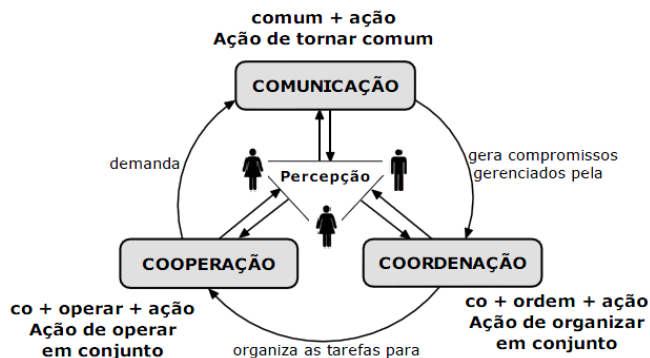 comum + ação
Ação de tornar comum
COMUNICAÇÃO
demanda
gera compromissos
gerenciados pela
Percepção
COOPERAÇÃO
COORDENAÇÃO
co + operar + ação
Ação de operar
em conjunto
organiza as tarefas para
co + ordem + ação
Ação de organizar
em conjunto